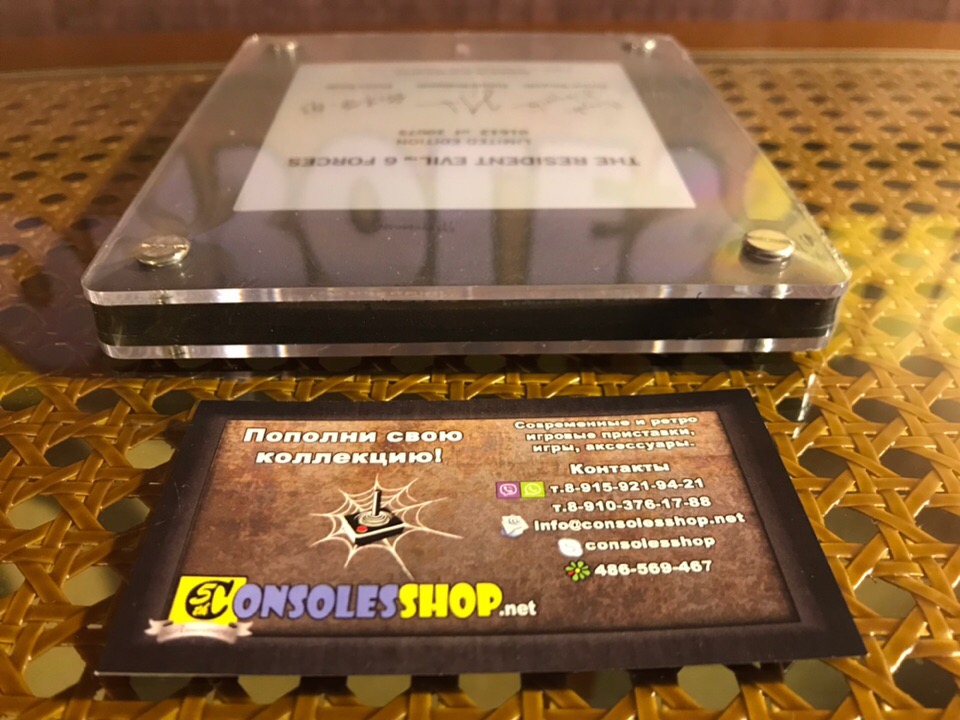 THE RESIDENT EVIL™ 6 FORCES
LIMITED EDITION
Пополни свою
коллекцию!
Современные и ретро
игровые приставки,
игры, аксессуары.
Контакты
т.8-915-921-94-21
т.8-910-376-17-88
info@consolesshop.net
consolesshop
486-569-467
CONSOLESSHOP.net